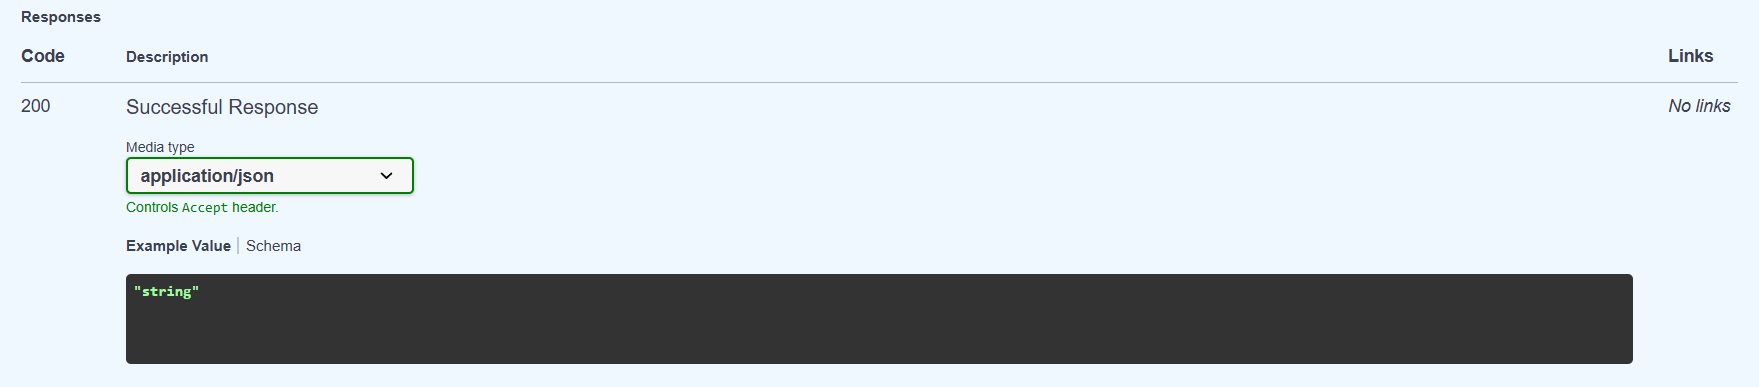 Responses
Code Description Links
200 Successful Response No links
Media type
application/json
Controls Accept header.
Example Value Schema
"string"